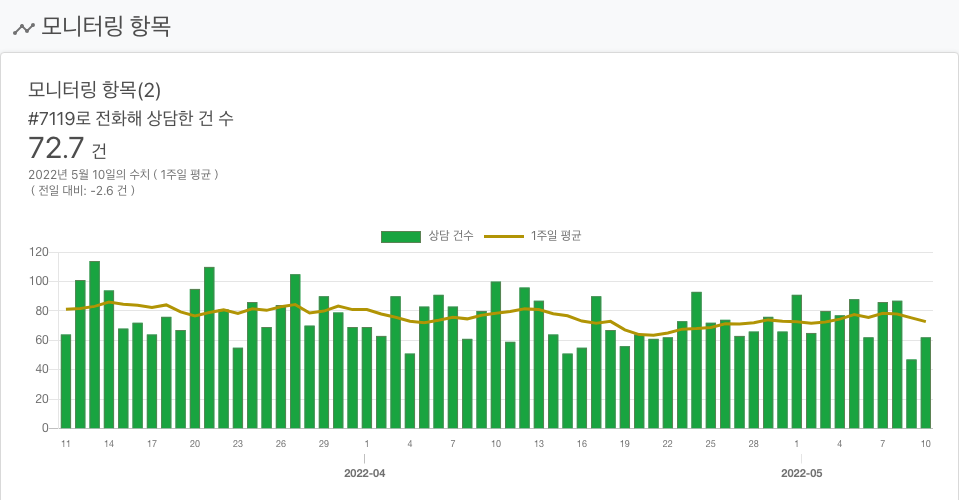 모니터링 항목
모니터링 항목(2)
#7119로 전화해 상담한 건 수
72.7 건
2022년 5월 10일의 수치 ( 1주일 평균 )
( 전일 대비: -2.6 건 )
상담 건수 1주일 평균
120
100
80
60
40
20
0
11 14 17 20 23 26 29 1 4 7 10 13 16 19 22 25 28 1 4 7 10
2022-04 2022-05